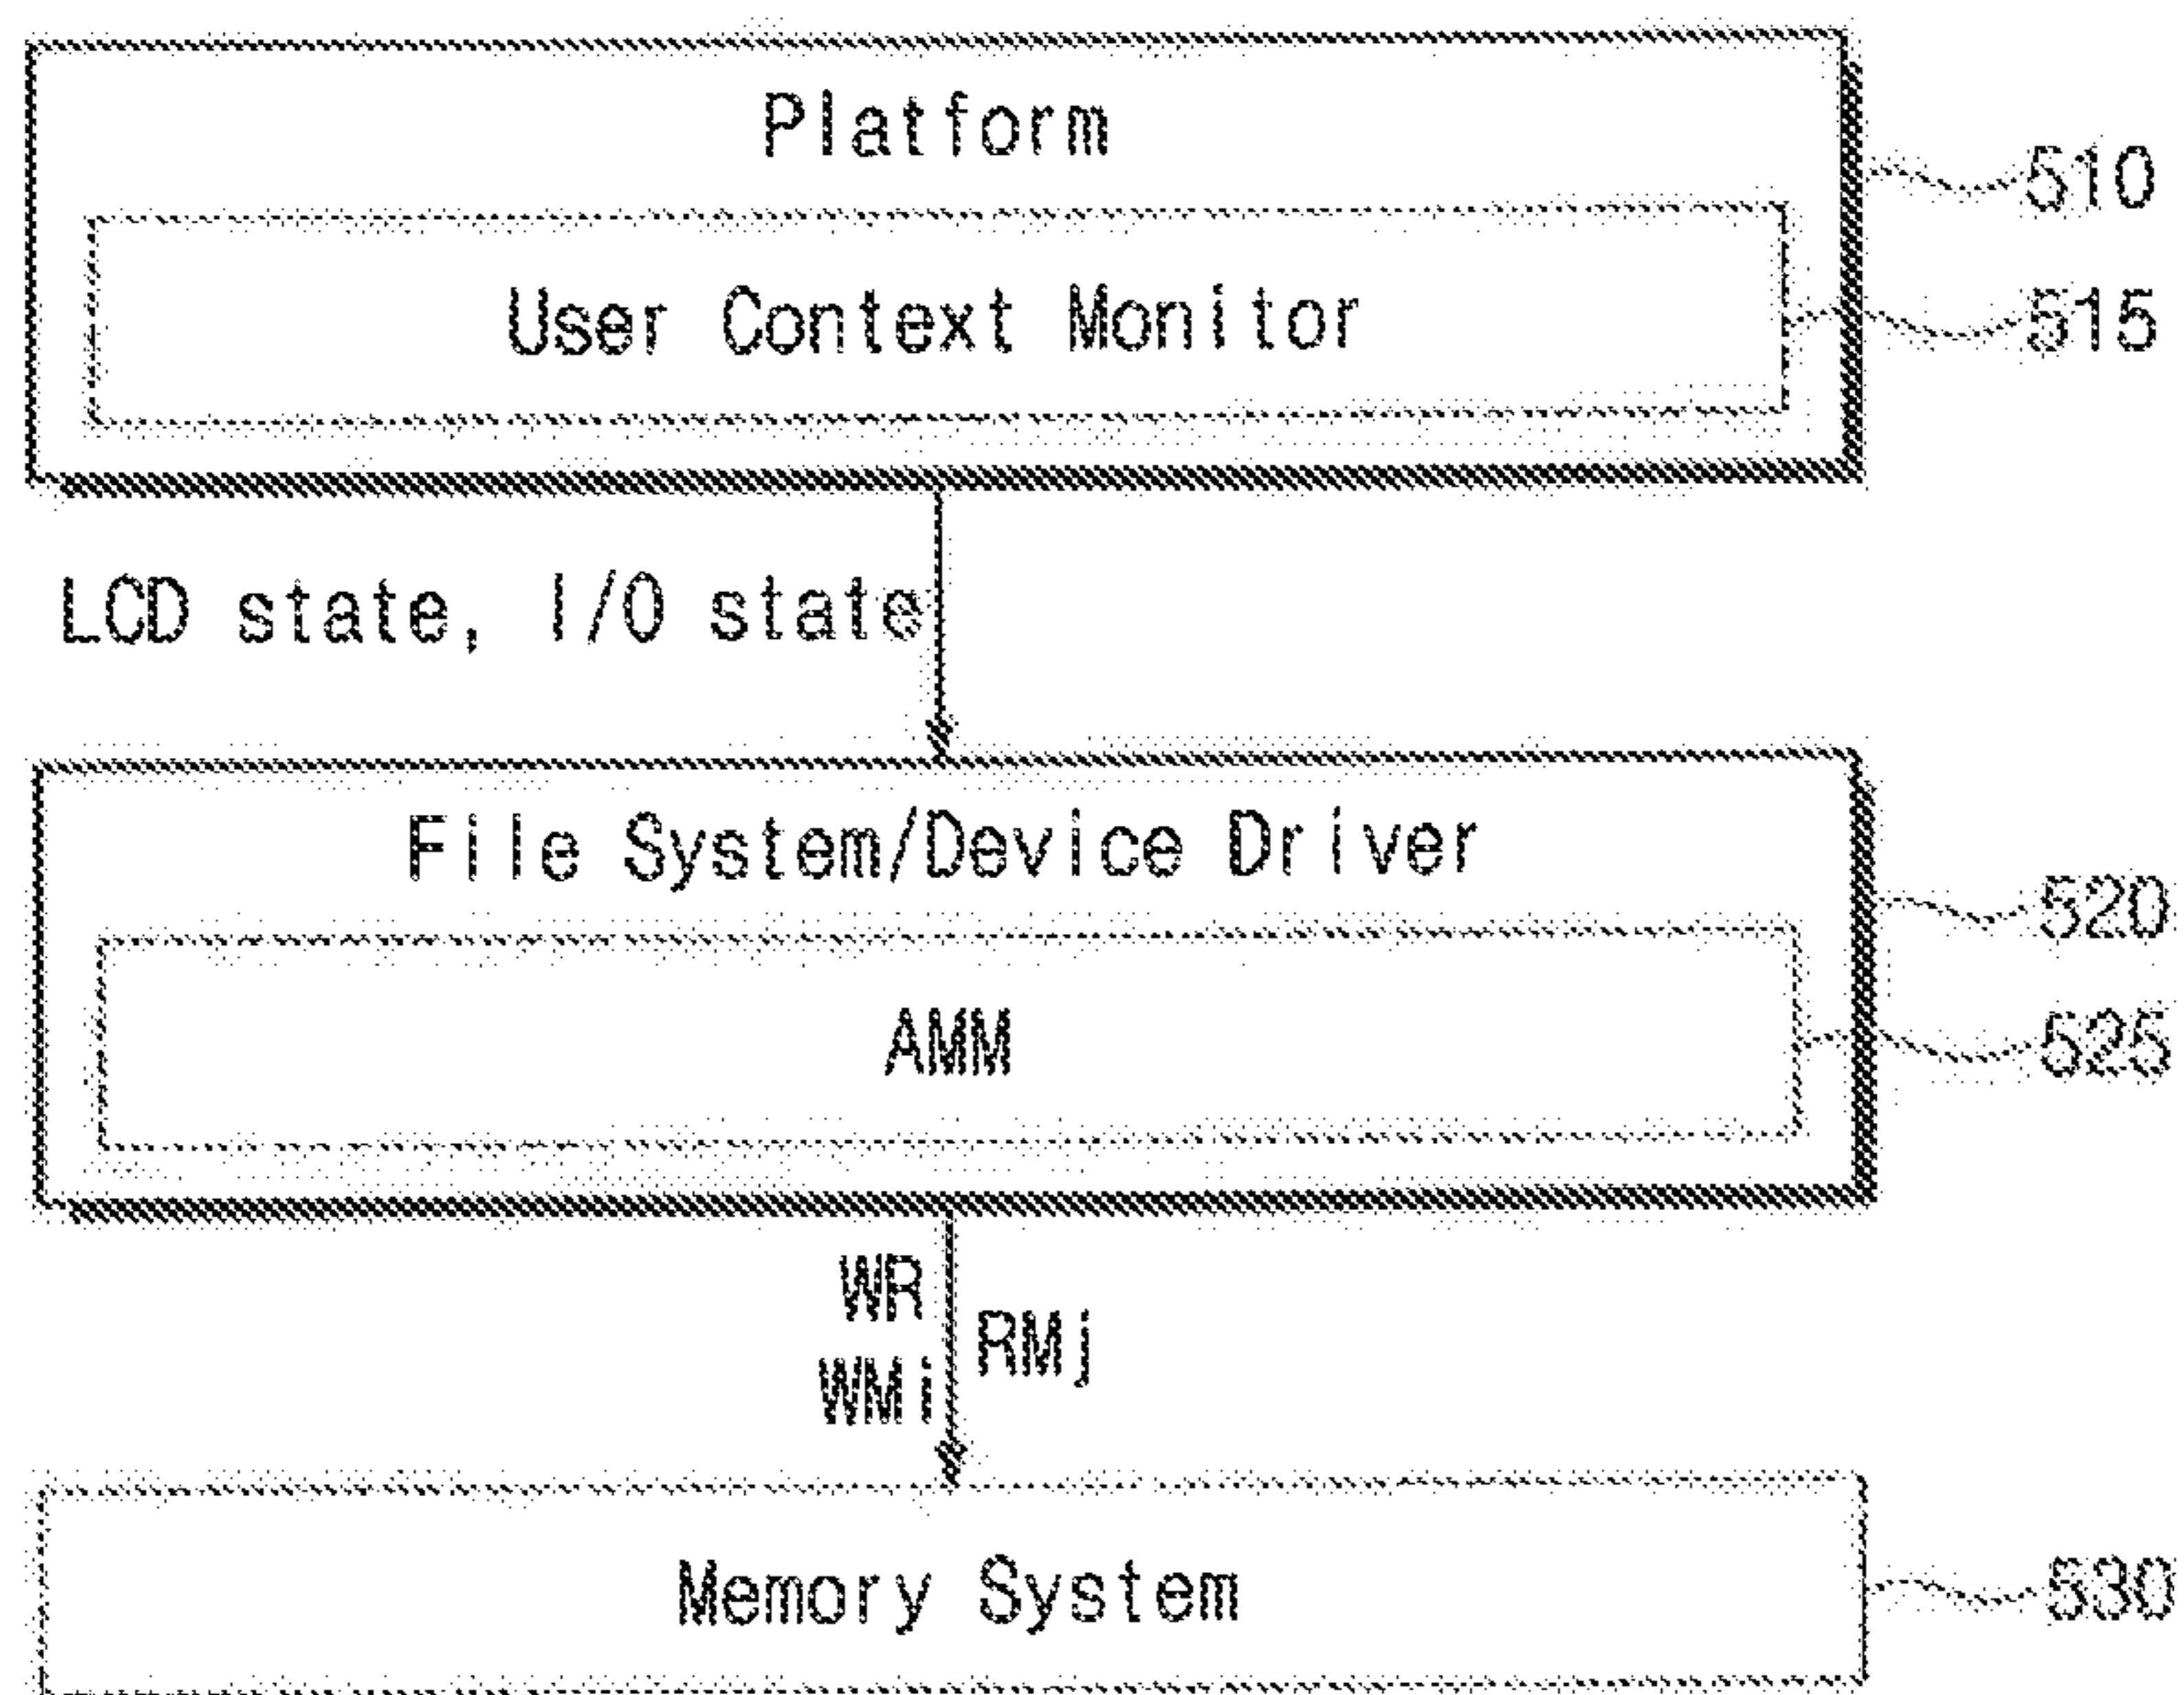 Platform
510
User Context Monitor
515
LCD state, I/O state
File System/Device Driver
520
AMM
525
WR
RMj
WMi
Memory System
530